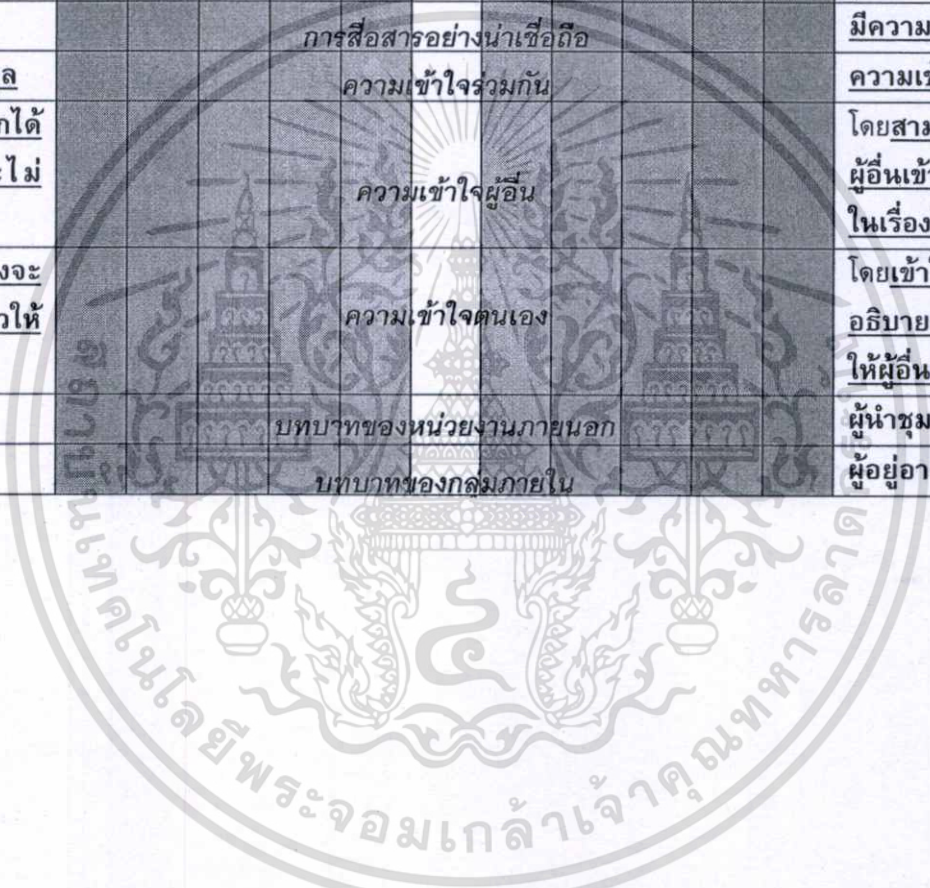 การสื่อสารอย่างน่าเชื่อถือ
มีความ
ล
ความเข้าใจร่วมกัน
ความเข้
กได้
ะไม่
ความเข้าใจผู้อื่น
โดยสาม
ผู้อื่นเข้า
ในเรื่อง
งจะ
วให้
ความเข้าใจตนเอง
โดยเข้าใ
อธิบาย
ให้ผู้อื่น
บทบาทของหน่วยงานภายนอก
ผู้นำชุม
บทบาทของกลุ่มภายใน
ผู้อยู่อา
๔
สถาบันเทคโนโลยีพระจอมเกล้าเจ้าคุณทหารลาดกระบัง